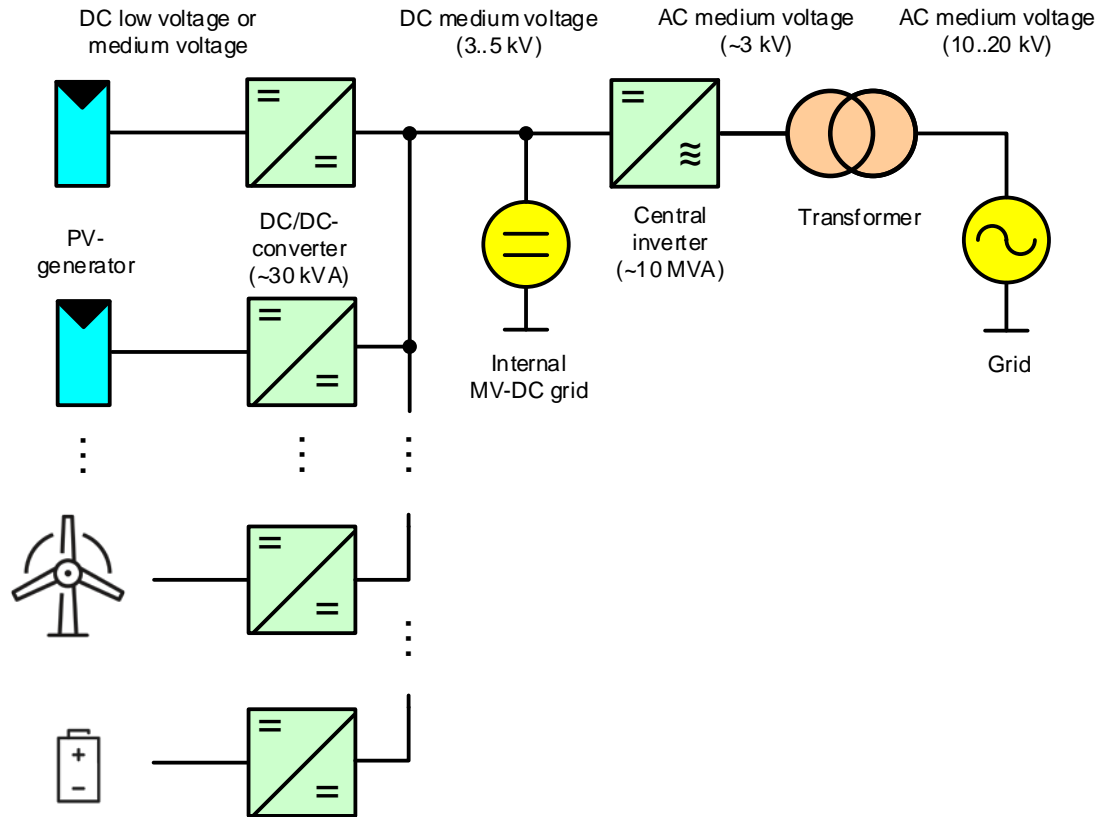 DC low voltage or
medium voltage
DC medium voltage
(3..5 kV)
AC medium voltage
(~3 kV)
AC medium voltage
(10..20 kV)
PV-
generator
DC/DC-
converter
(~30 kVA)
Central
inverter
(~10 MVA)
Transformer
Internal
MV-DC grid
Grid
+
−